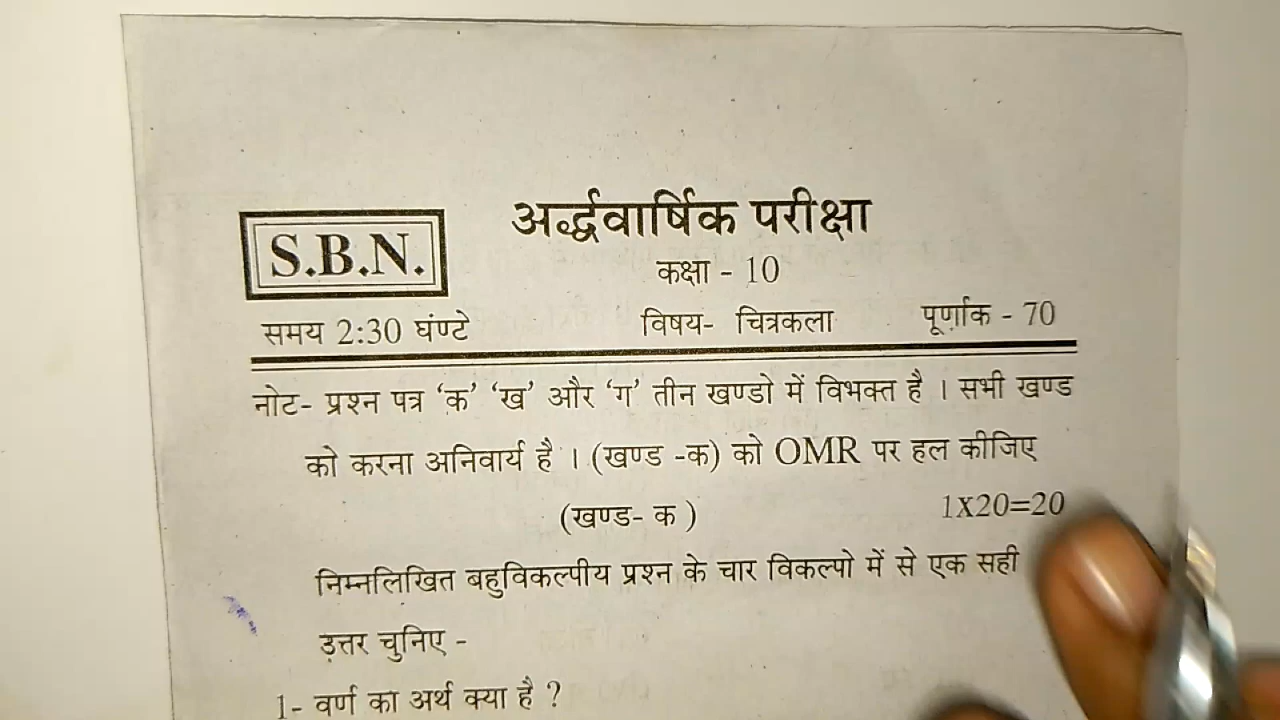 अर्द्धवार्षिक परीक्षा
S.B.N.
कक्षा - 10
समय 2:30 घंण्टे विषय- चित्रकला पूर्णांक - 70
नोट- प्रश्न पत्र ‘क’ ‘ख’ और ‘ग’ तीन खण्डो में विभक्त है । सभी खण्ड
को करना अनिवार्य है । (खण्ड -क) को OMR पर हल कीजिए
(खण्ड- क ) 1X20=20
निम्नलिखित बहुविकल्पीय प्रश्न के चार विकल्पो में से एक सही
उ़त्तर चुनिए -
1- वर्ण का अर्थ क्या है ?